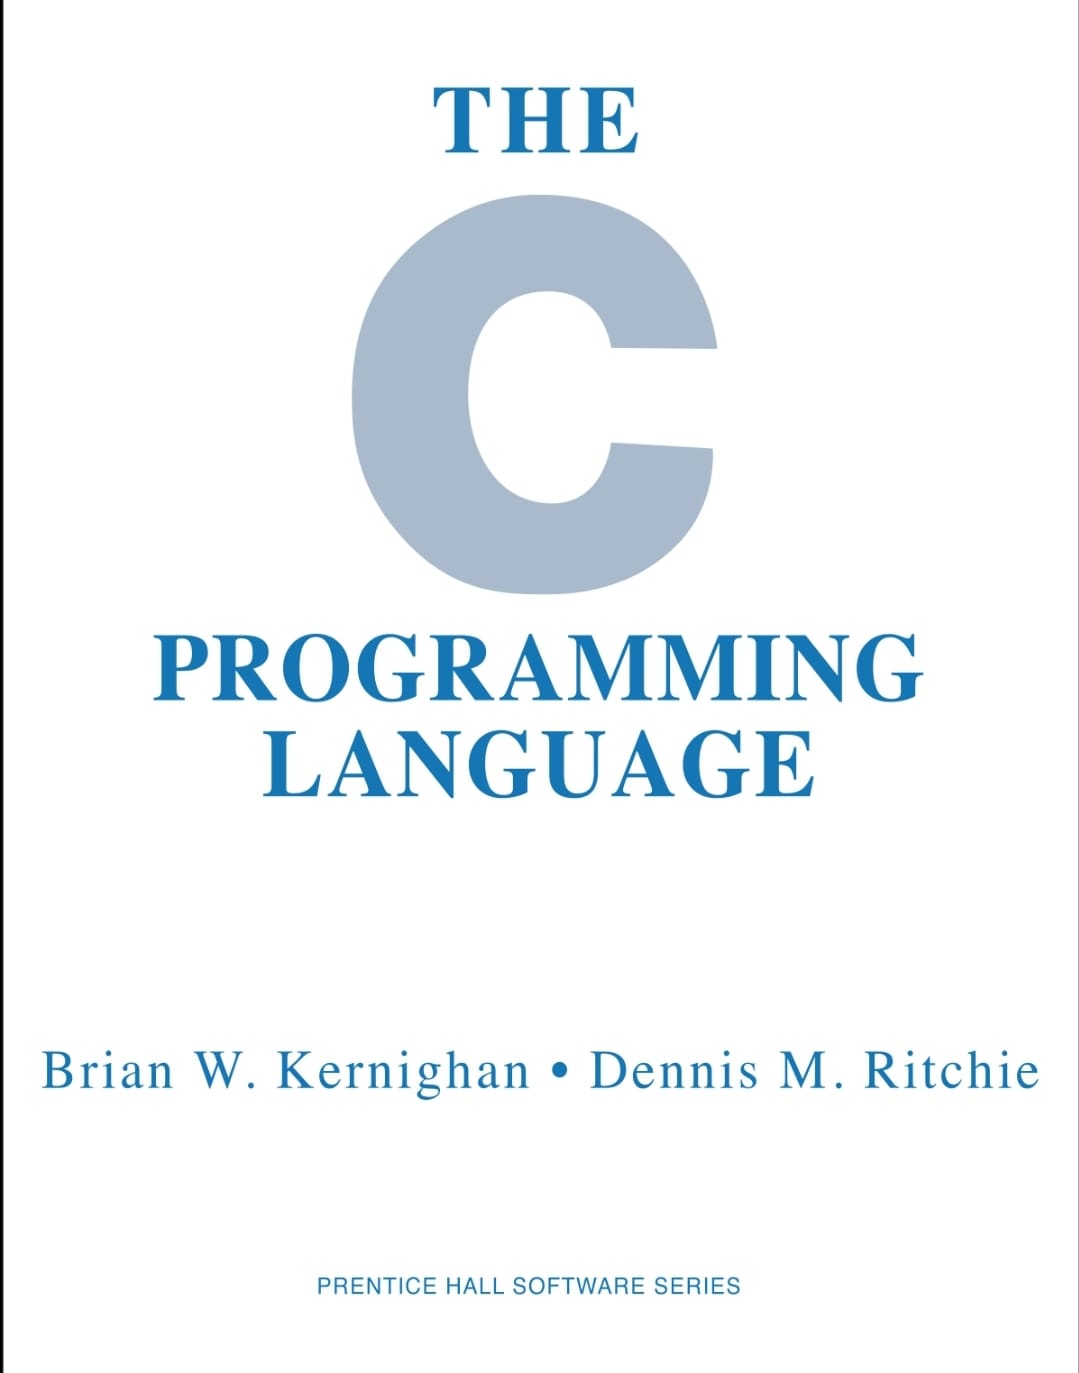 THE
C
PROGRAMMING
LANGUAGE
Brian W. Kernighan • Dennis M. Ritchie
PRENTICE HALL SOFTWARE SERIES